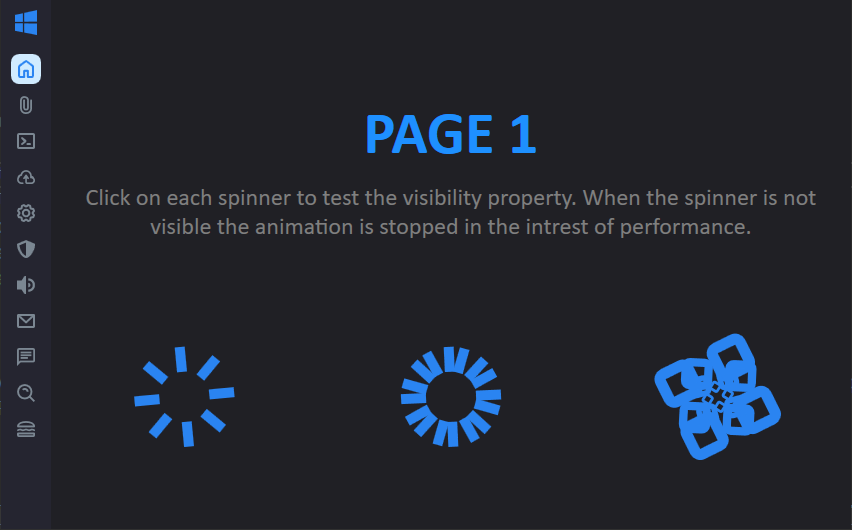 PAGE 1
Click on each spinner to test the visibility property. When the spinner is not
visible the animation is stopped in the intrest of performance.